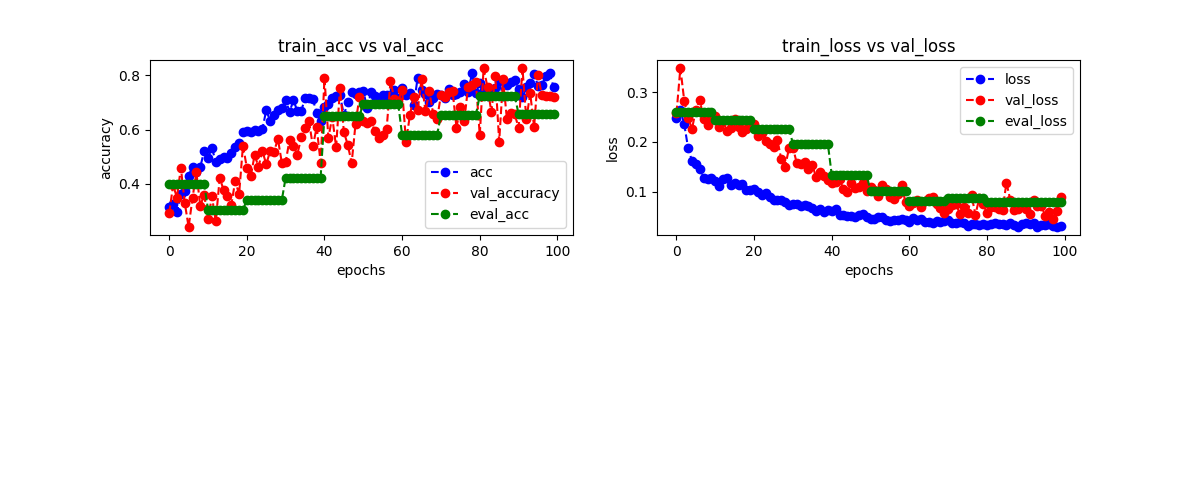 train_acc vs val_acc
accuracy
0.8
0.6
0.4
acc
val_accuracy
eval_acc
0 20 40 60 80 100
epochs
train_loss vs val_loss
loss
0.3
0.2
0.1
loss
val_loss
eval_loss
0 20 40 60 80 100
epochs